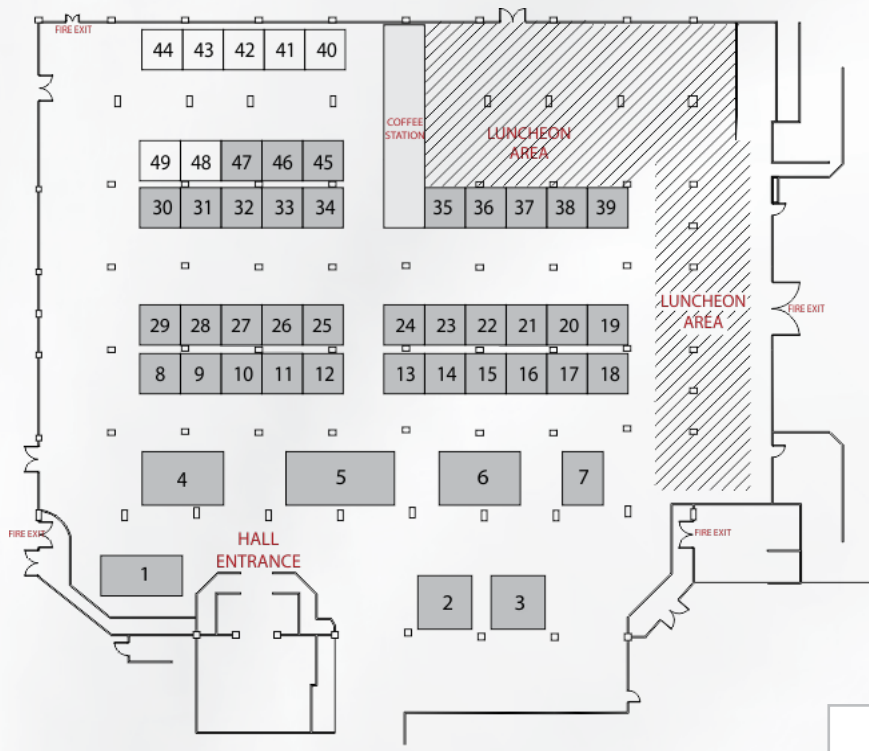 FIRE EXIT
44 43 42 41 40
COFFEE
STATION
LUNCHEON
AREA
49 48 47 46 45
30 31 32 33 34
35 36 37 38 39
LUNCHEON
AREA
FIRE EXIT
29 28 27 26 25
24 23 22 21 20 19
8 9 10 11 12
13 14 15 16 17 18
4 5 6 7
FIRE EXIT
HALL
ENTRANCE
FIRE EXIT
1
2 3